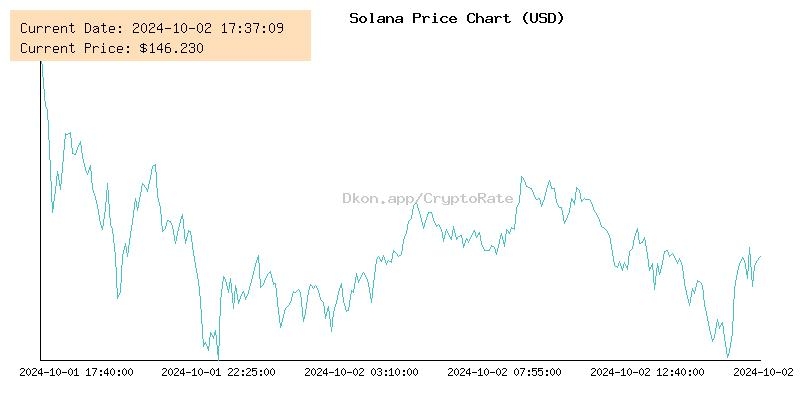 Solana Price Chart (USD)
Current Date: 2024-10-02 17:37:09
Current Price: $146.230
Dkon.app/CryptoRate
2024-10-01 17:40:00 2024-10-01 22:25:00 2024-10-02 03:10:00 2024-10-02 07:55:00 2024-10-02 12:40:00 2024-10-02